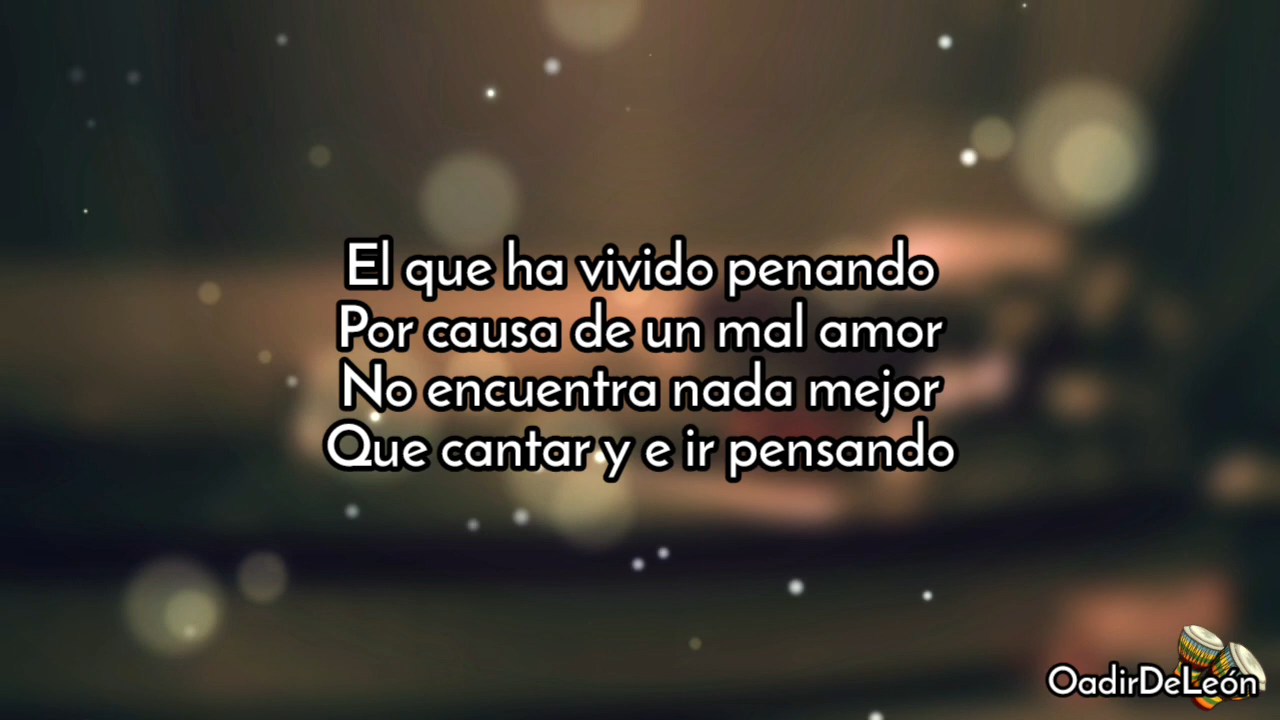 El que ha vivido penando
Por causa de un mal amor
No encuentra nada mejor
Que cantar y e ir pensando
OadirDeLeón